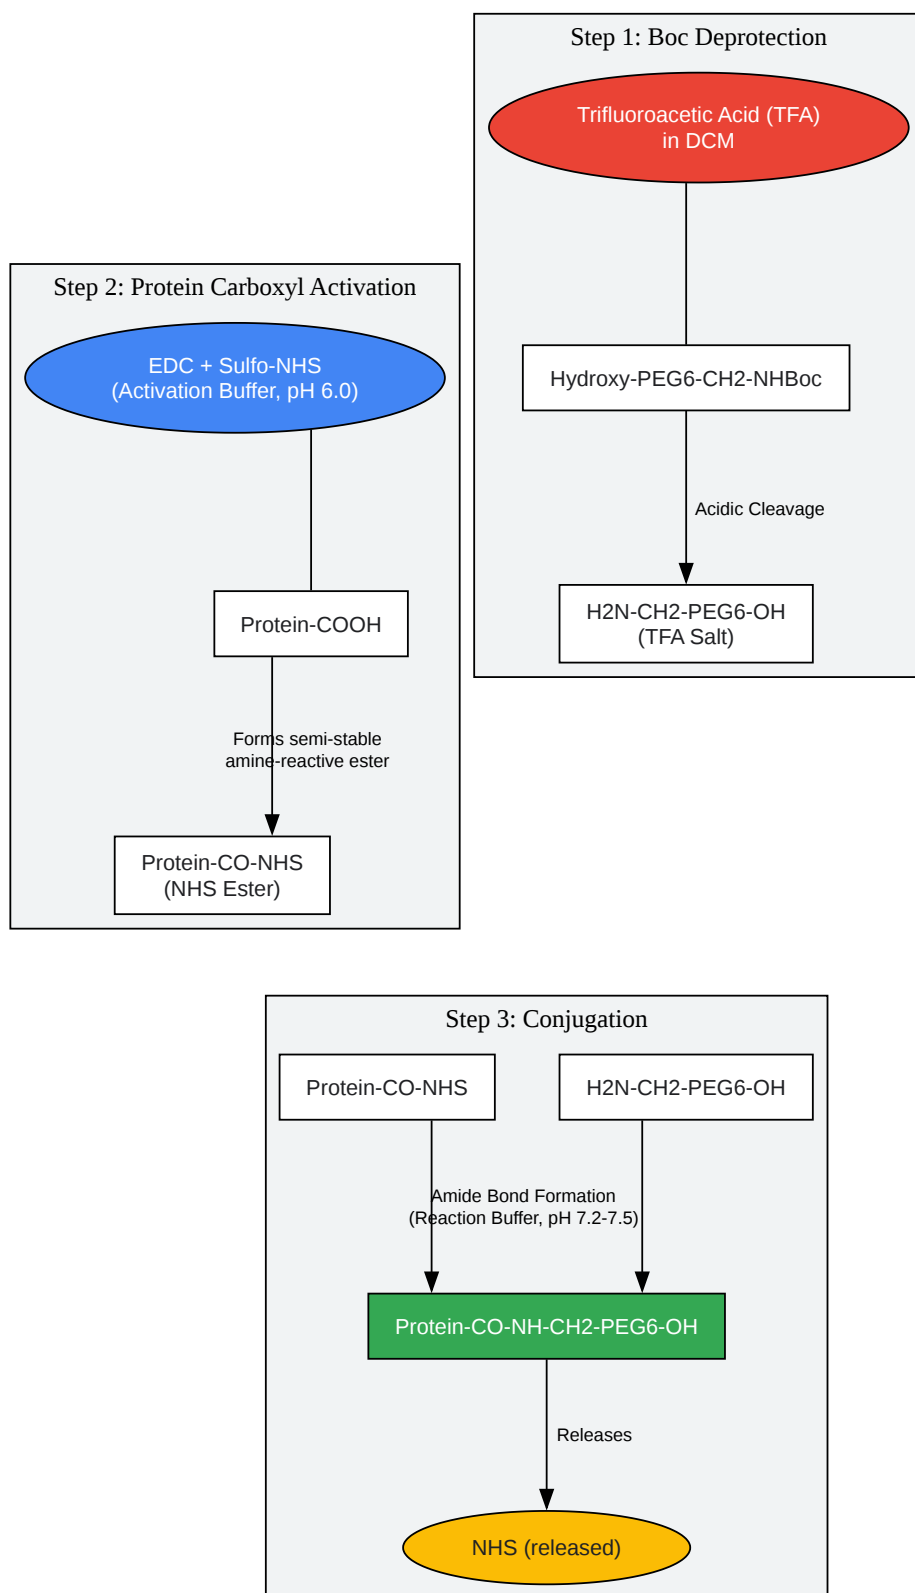 Step 1: Boc Deprotection
Trifluoroacetic Acid (TFA)
in DCM
Hydroxy-PEG6-CH2-NHBoc
Acidic Cleavage
H2N-CH2-PEG6-OH
(TFA Salt)
Step 2: Protein Carboxyl Activation
EDC + Sulfo-NHS
(Activation Buffer, pH 6.0)
Protein-COOH
Forms semi-stable
amine-reactive ester
Protein-CO-NHS
(NHS Ester)
Step 3: Conjugation
Protein-CO-NHS
H2N-CH2-PEG6-OH
Amide Bond Formation
(Reaction Buffer, pH 7.2-7.5)
Protein-CO-NH-CH2-PEG6-OH
Releases
NHS (released)